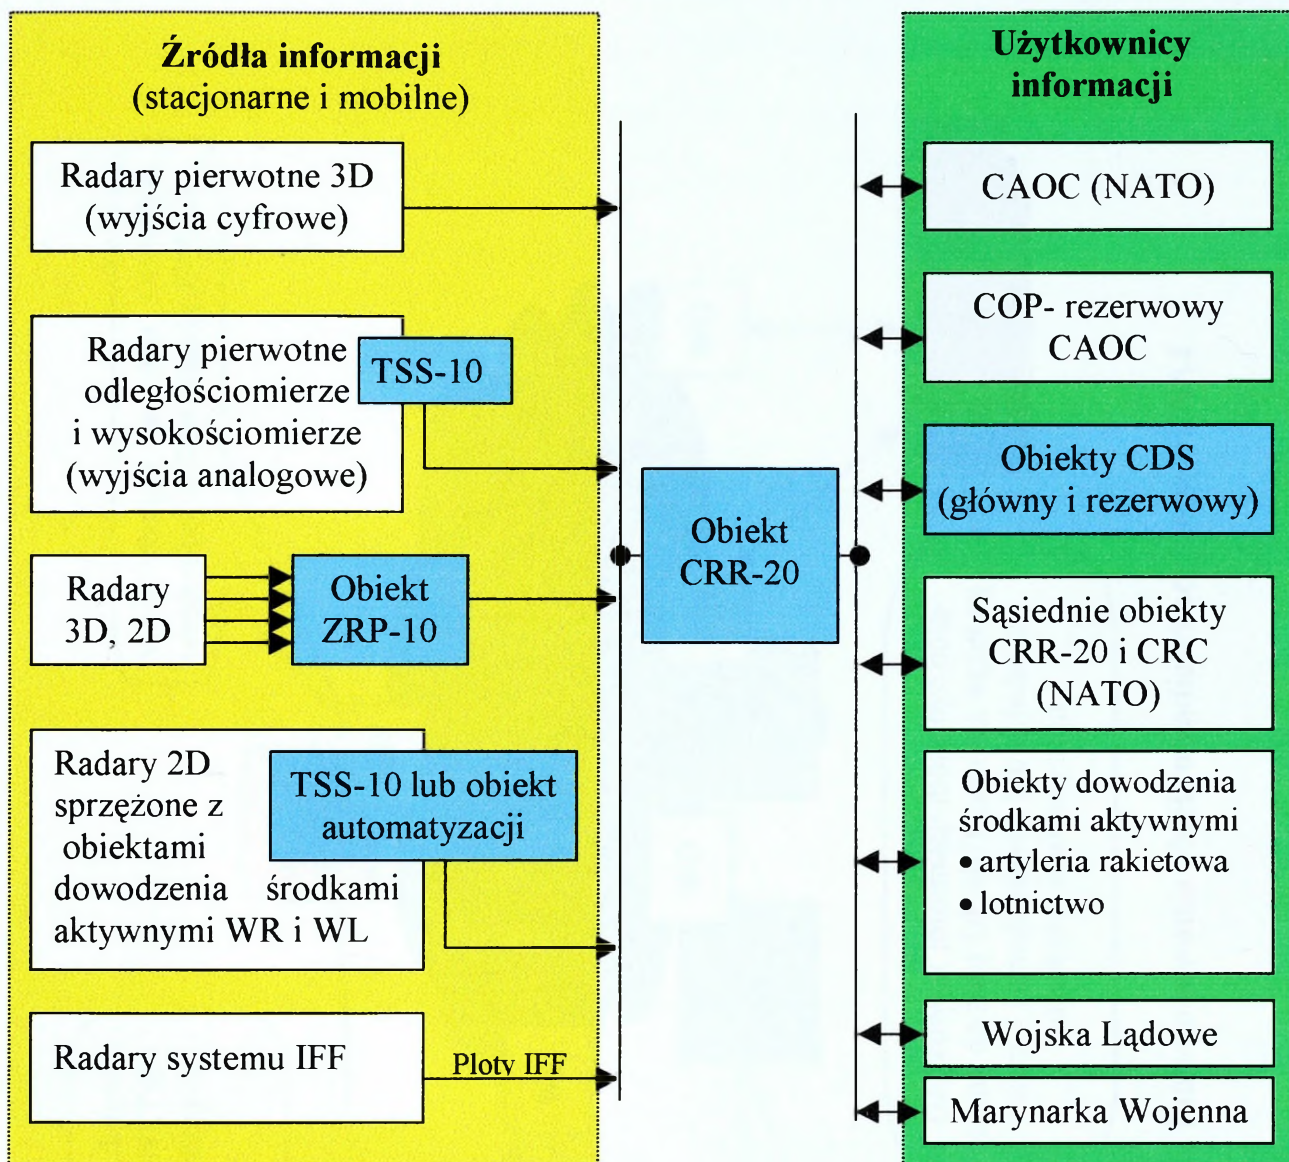 Źródła informacji
(stacjonarne i mobilne)
Radary pierwotne 3D
(wyjścia cyfrowe)
Radary pierwotne
odległościomierze
i wysokościomierze
(wyjścia analogowe)
TSS-10
Radary
3D, 2D
Obiekt
ZRP-10
Radary 2D
sprzężone z
obiektami
dowodzenia środkami
aktywnymi WR i WL
TSS-10 lub obiekt
automatyzacji
Radary systemu IFF
Ploty IFF
Obiekt
CRR-20
Użytkownicy
informacji
CAOC (NATO)
COP- rezerwowy
CAOC
Obiekty CDS
(główny i rezerwowy)
Sąsiednie obiekty
CRR-20 i CRC
(NATO)
Obiekty dowodzenia
środkami aktywnymi
• artyleria rakietowa
• lotnictwo
Wojska Lądowe
Marynarka Wojenna